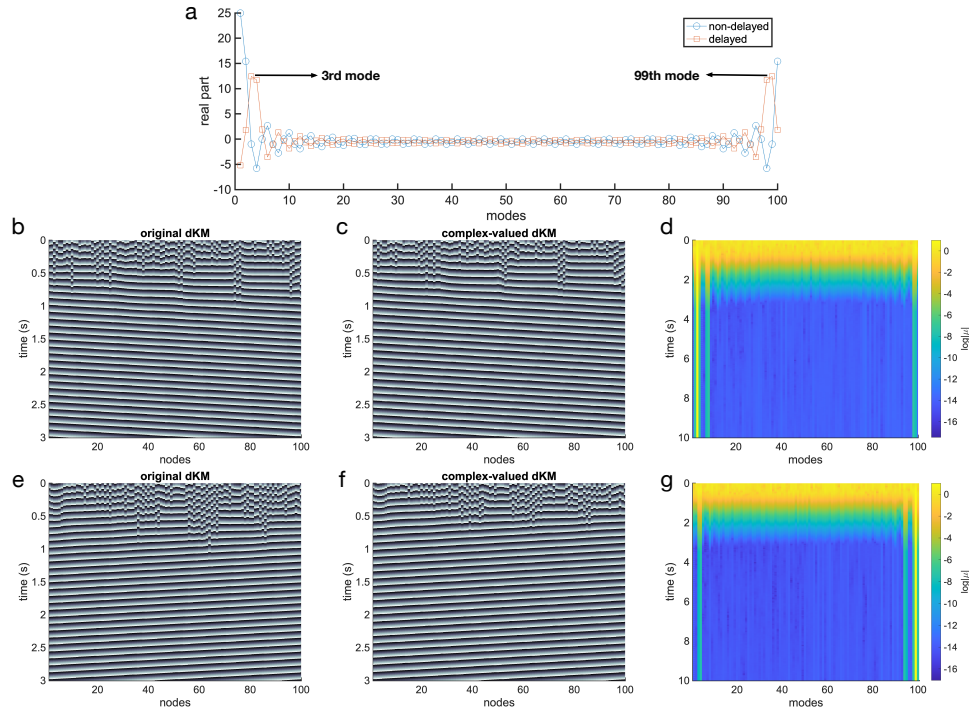 a
non-delayed
delayed
3rd mode
99th mode
real part
25
20
15
10
5
0
-5
-10
0 10 20 30 40 50 60 70 80 90 100
modes
b
original dKM
time (s)
0
0.5
1
1.5
2
2.5
3
20 40 60 80 100
nodes
c
complex-valued dKM
time (s)
0
0.5
1
1.5
2
2.5
3
20 40 60 80 100
nodes
d
time (s)
0
2
4
6
8
10
20 40 60 80 100
modes
0
-2
-4
-6
-8
-10
-12
-14
-16
log|μ|
e
original dKM
time (s)
0
0.5
1
1.5
2
2.5
3
20 40 60 80 100
nodes
f
complex-valued dKM
time (s)
0
0.5
1
1.5
2
2.5
3
20 40 60 80 100
nodes
g
time (s)
0
2
4
6
8
10
20 40 60 80 100
modes
0
-2
-4
-6
-8
-10
-12
-14
-16
log|μ|